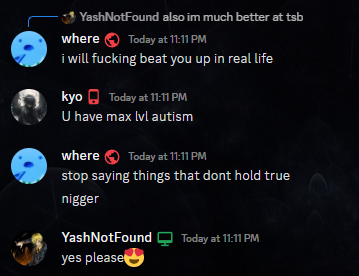 YashNotFound also im much better at tsb
where Today at 11:11 PM
i will fucking beat you up in real life
kyo Today at 11:11 PM
U have max lvl autism
where Today at 11:11 PM
stop saying things that dont hold true
nigger
YashNotFound Today at 11:11 PM
yes please😍